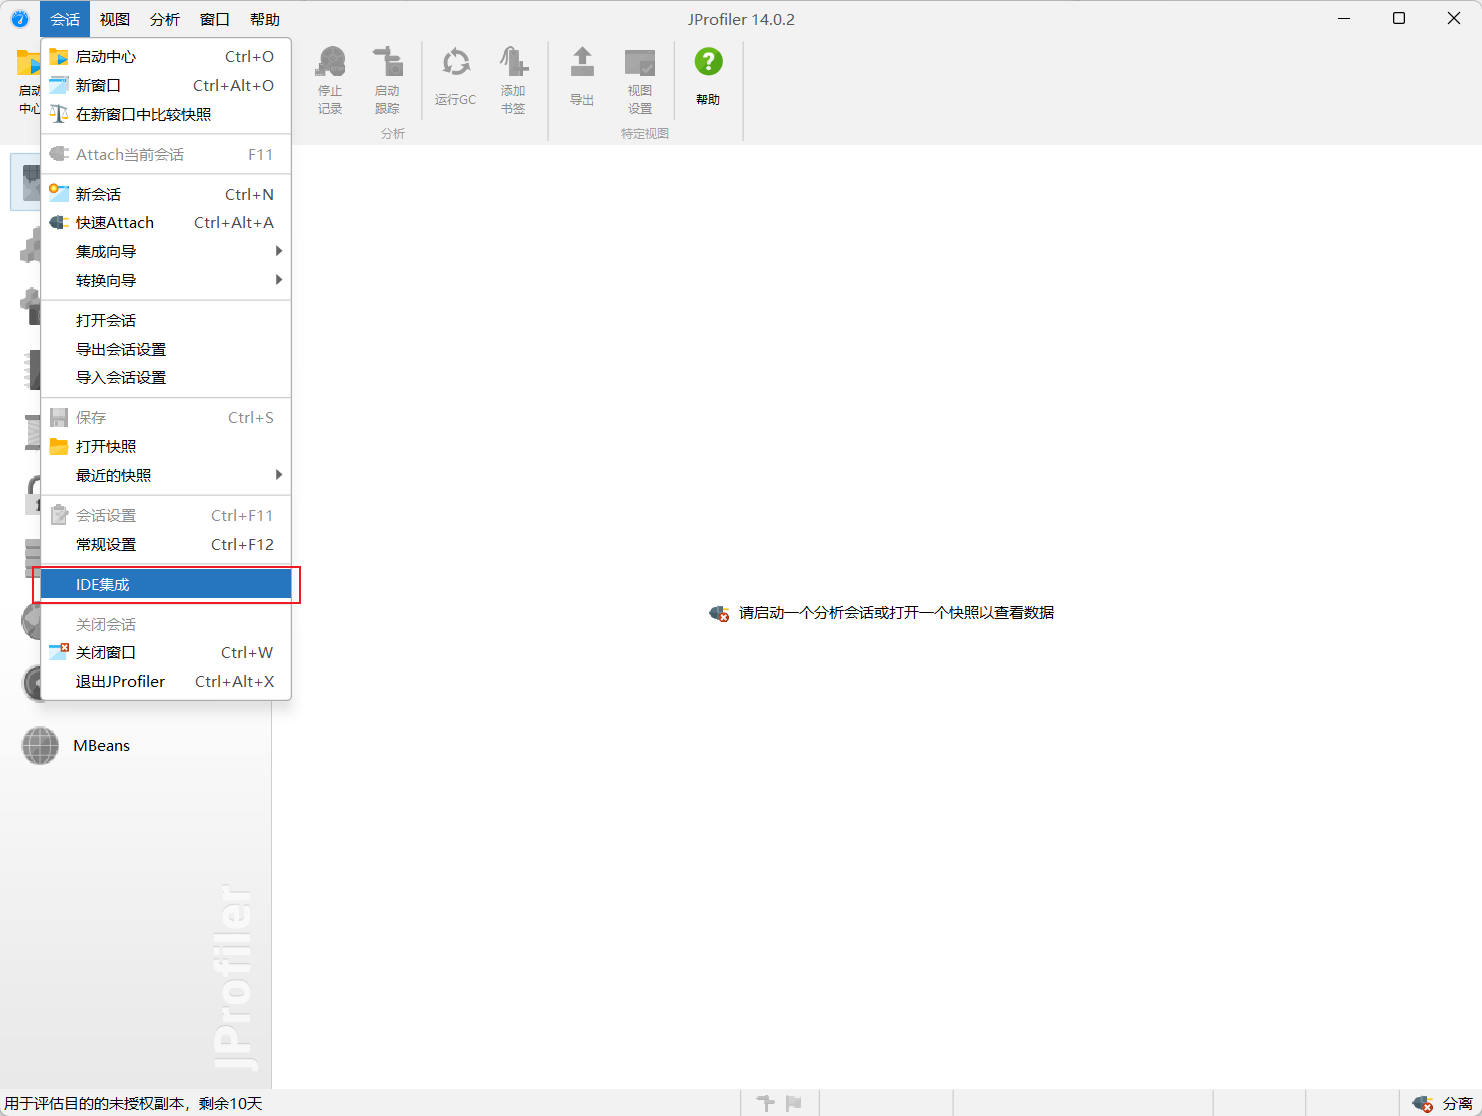 会话 视图 分析 窗口 帮助 JProfiler 14.0.2
启动
中心
停止
记录
启动
跟踪
运行GC
添加
书签
导出
视图
设置
帮助
分析 特定视图
启动中心 Ctrl+O
新窗口 Ctrl+Alt+O
在新窗口中比较快照
Attach当前会话 F11
新会话 Ctrl+N
快速Attach Ctrl+Alt+A
集成向导
转换向导
打开会话
导出会话设置
导入会话设置
保存 Ctrl+S
打开快照
最近的快照
会话设置 Ctrl+F11
常规设置 Ctrl+F12
IDE集成
关闭会话
关闭窗口 Ctrl+W
退出JProfiler Ctrl+Alt+X
请启动一个分析会话或打开一个快照以查看数据
MBeans
JProfiler
用于评估目的的未授权副本，剩余10天 分离